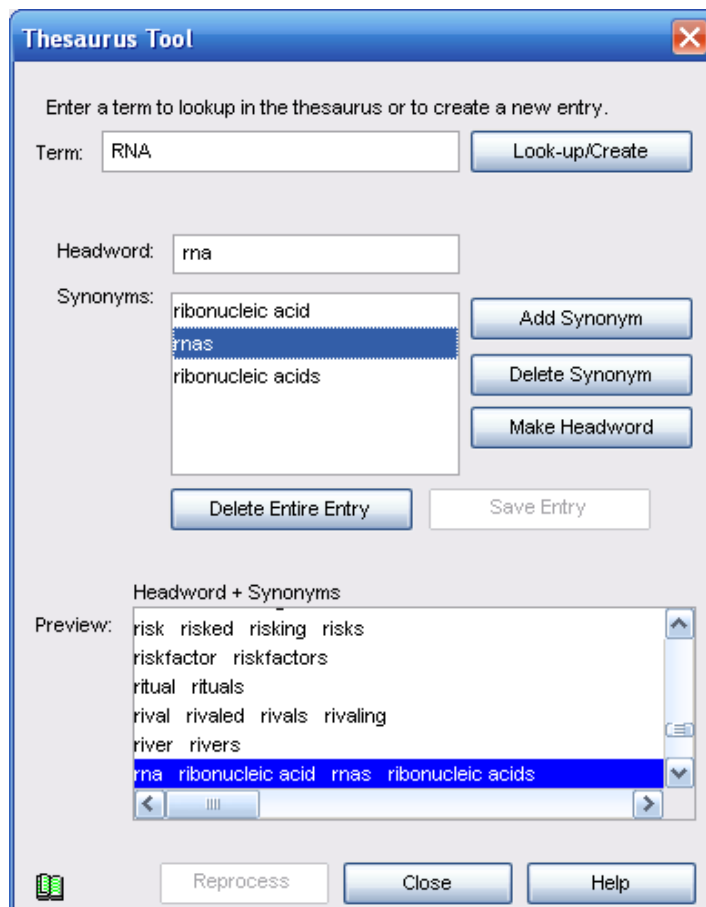 Thesaurus Tool
Enter a term to lookup in the thesaurus or to create a new entry.
Term: RNA Look-up/Create
Headword: rna
Synonyms:
ribonucleic acid
rnas
ribonucleic acids
Add Synonym
Delete Synonym
Make Headword
Delete Entire Entry Save Entry
Headword + Synonyms
Preview:
risk risked risking risks
riskfactor riskfactors
ritual rituals
rival rivaled rivals rivaling
river rivers
rna ribonucleic acid rnas ribonucleic acids
Reprocess Close Help